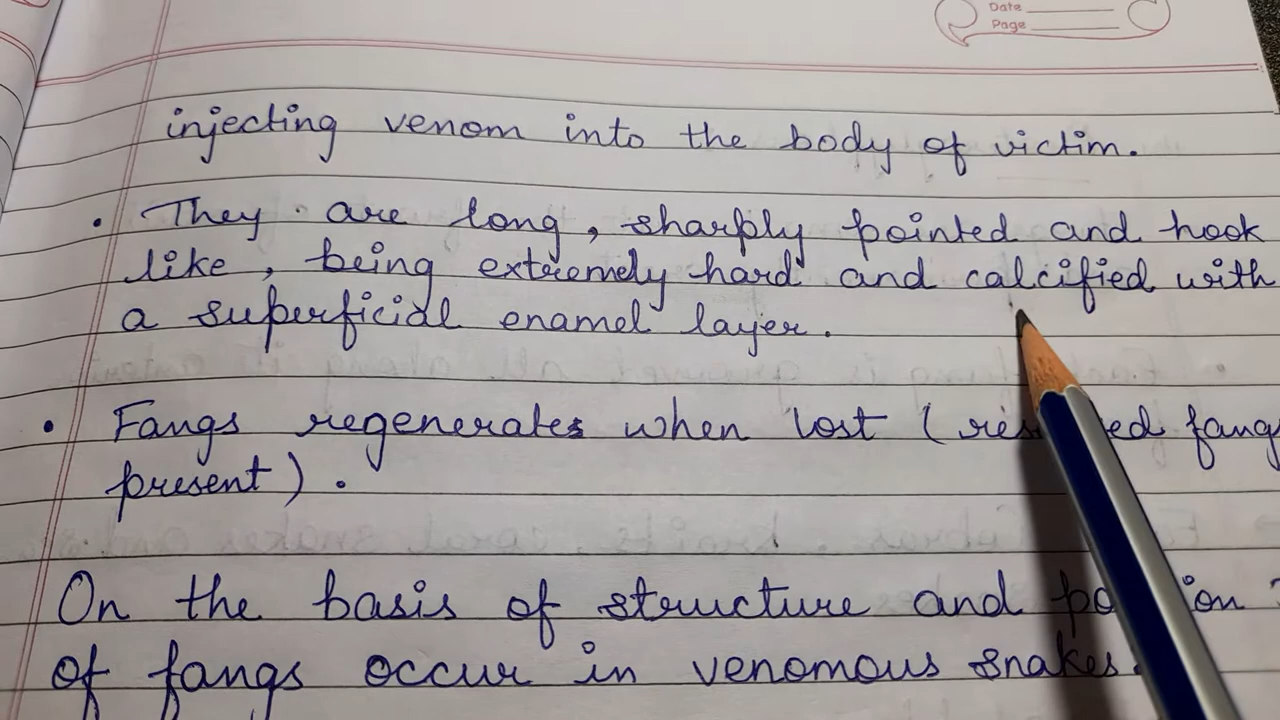 Date
Page
injecting venom into the body of victim.
• They are long, sharply pointed and hook
like, being extremely hard and calcified with
a superficial enamel layer.
• Fangs regenerates when lost ( fangs
present).
On the basis of structure and
of fangs occur in venomous snakes.